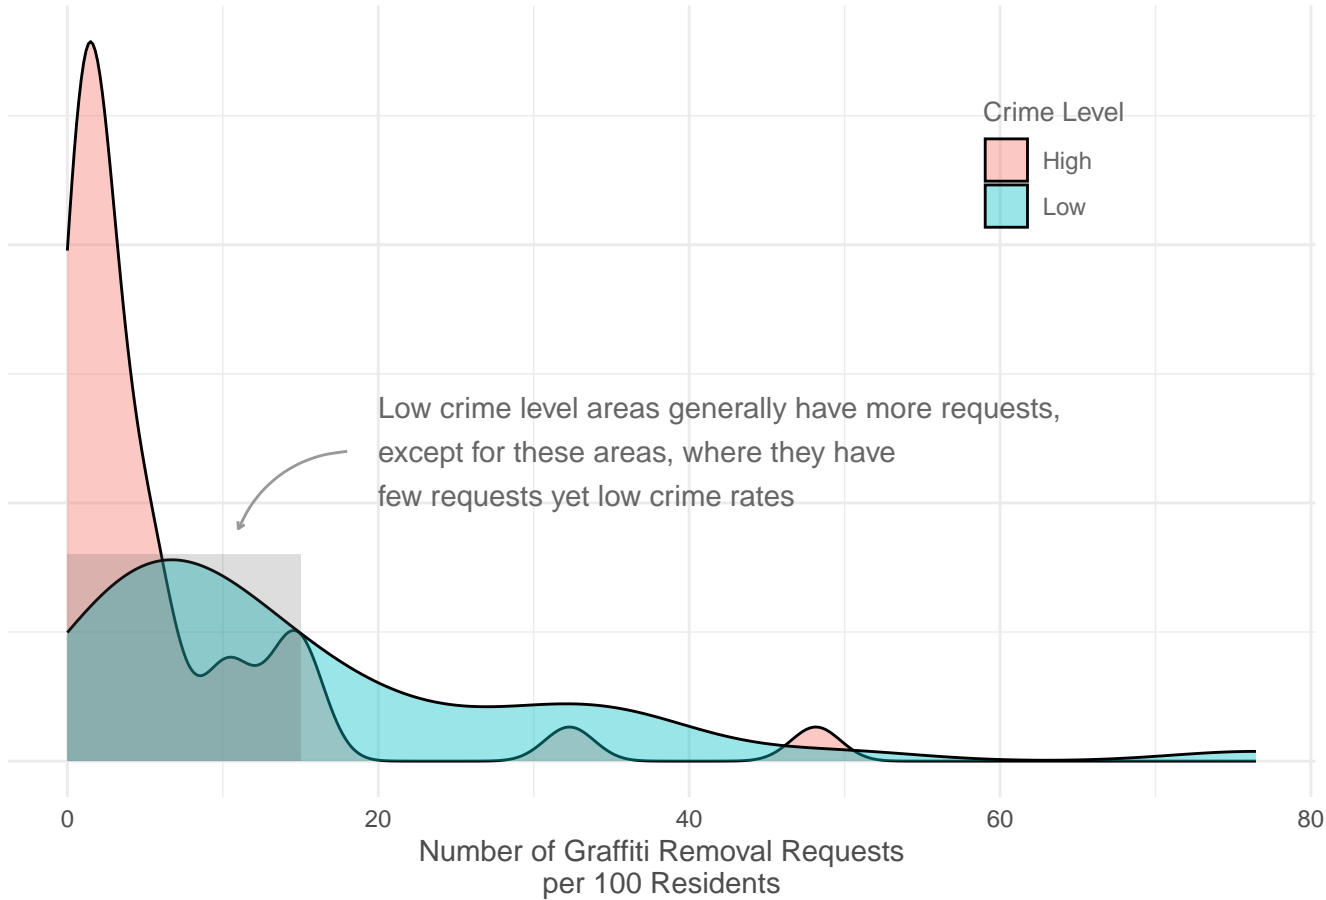 Crime Level
High
Low
Low crime level areas generally have more requests,
except for these areas, where they have
few requests yet low crime rates
0 20 40 60 80
Number of Graffiti Removal Requests
per 100 Residents